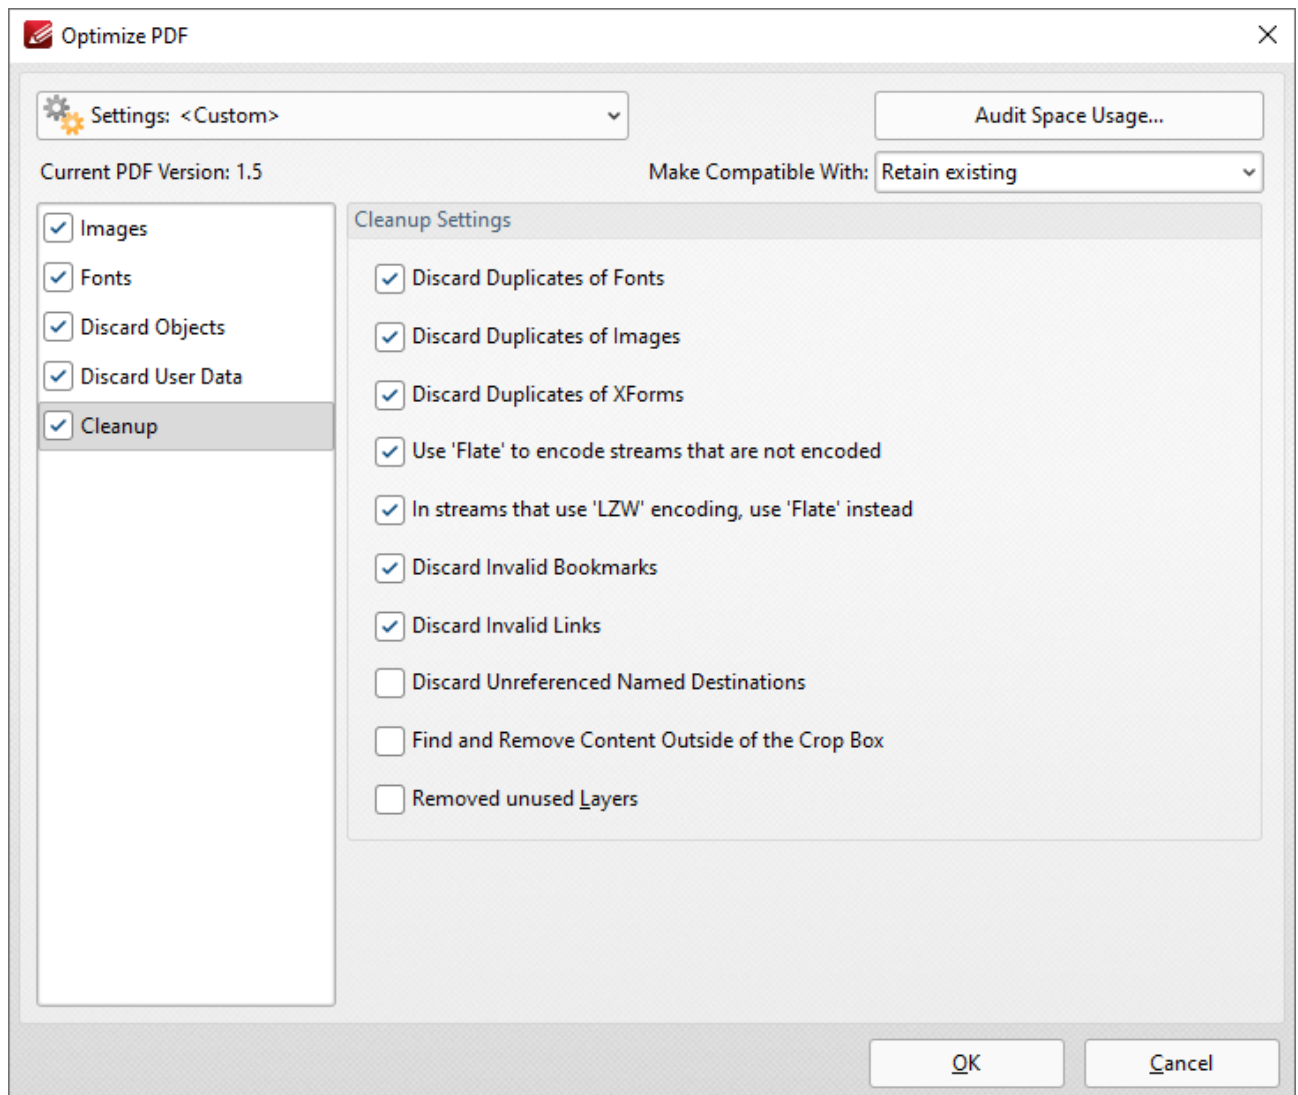 Optimize PDF
Settings: <Custom>
Audit Space Usage...
Current PDF Version: 1.5
Make Compatible With: Retain existing
Images
Fonts
Discard Objects
Discard User Data
Cleanup
Cleanup Settings
Discard Duplicates of Fonts
Discard Duplicates of Images
Discard Duplicates of XForms
Use 'Flate' to encode streams that are not encoded
In streams that use 'LZW' encoding, use 'Flate' instead
Discard Invalid Bookmarks
Discard Invalid Links
Discard Unreferenced Named Destinations
Find and Remove Content Outside of the Crop Box
Removed unused Layers
OK
Cancel